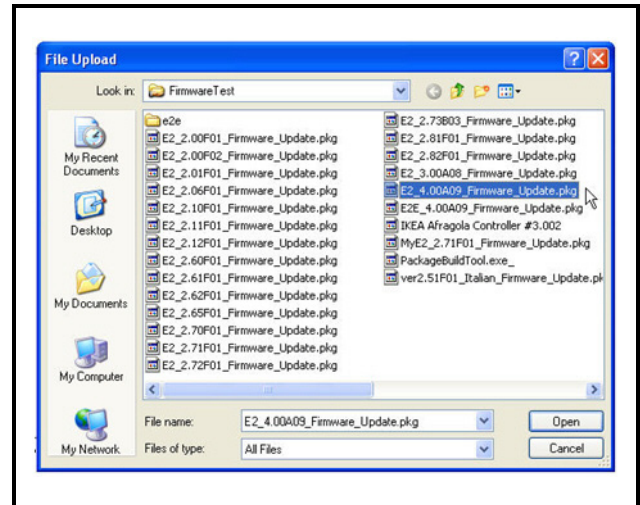 File Upload
Look in:
FirmwareTest
My Recent
Documents
Desktop
My Documents
My Computer
My Network
e2e
E2_2.00F01_Firmware_Update.pkg
E2_2.00F02_Firmware_Update.pkg
E2_2.01F01_Firmware_Update.pkg
E2_2.06F01_Firmware_Update.pkg
E2_2.10F01_Firmware_Update.pkg
E2_2.11F01_Firmware_Update.pkg
E2_2.12F01_Firmware_Update.pkg
E2_2.60F01_Firmware_Update.pkg
E2_2.61F01_Firmware_Update.pkg
E2_2.62F01_Firmware_Update.pkg
E2_2.65F01_Firmware_Update.pkg
E2_2.70F01_Firmware_Update.pkg
E2_2.71F01_Firmware_Update.pkg
E2_2.72F01_Firmware_Update.pkg
E2_2.73B03_Firmware_Update.pkg
E2_2.81F01_Firmware_Update.pkg
E2_2.82F01_Firmware_Update.pkg
E2_3.00A08_Firmware_Update.pkg
E2_4.00A09_Firmware_Update.pkg
E2E_4.00A09_Firmware_Update.pkg
IKEA Afragola Controller #3.002
MyE2_2.71F01_Firmware_Update.pkg
PackageBuildTool.exe_
ver2.51F01_Italian_Firmware_Update.pk
File name:
E2_4.00A09_Firmware_Update.pkg
Open
Files of type:
All Files
Cancel